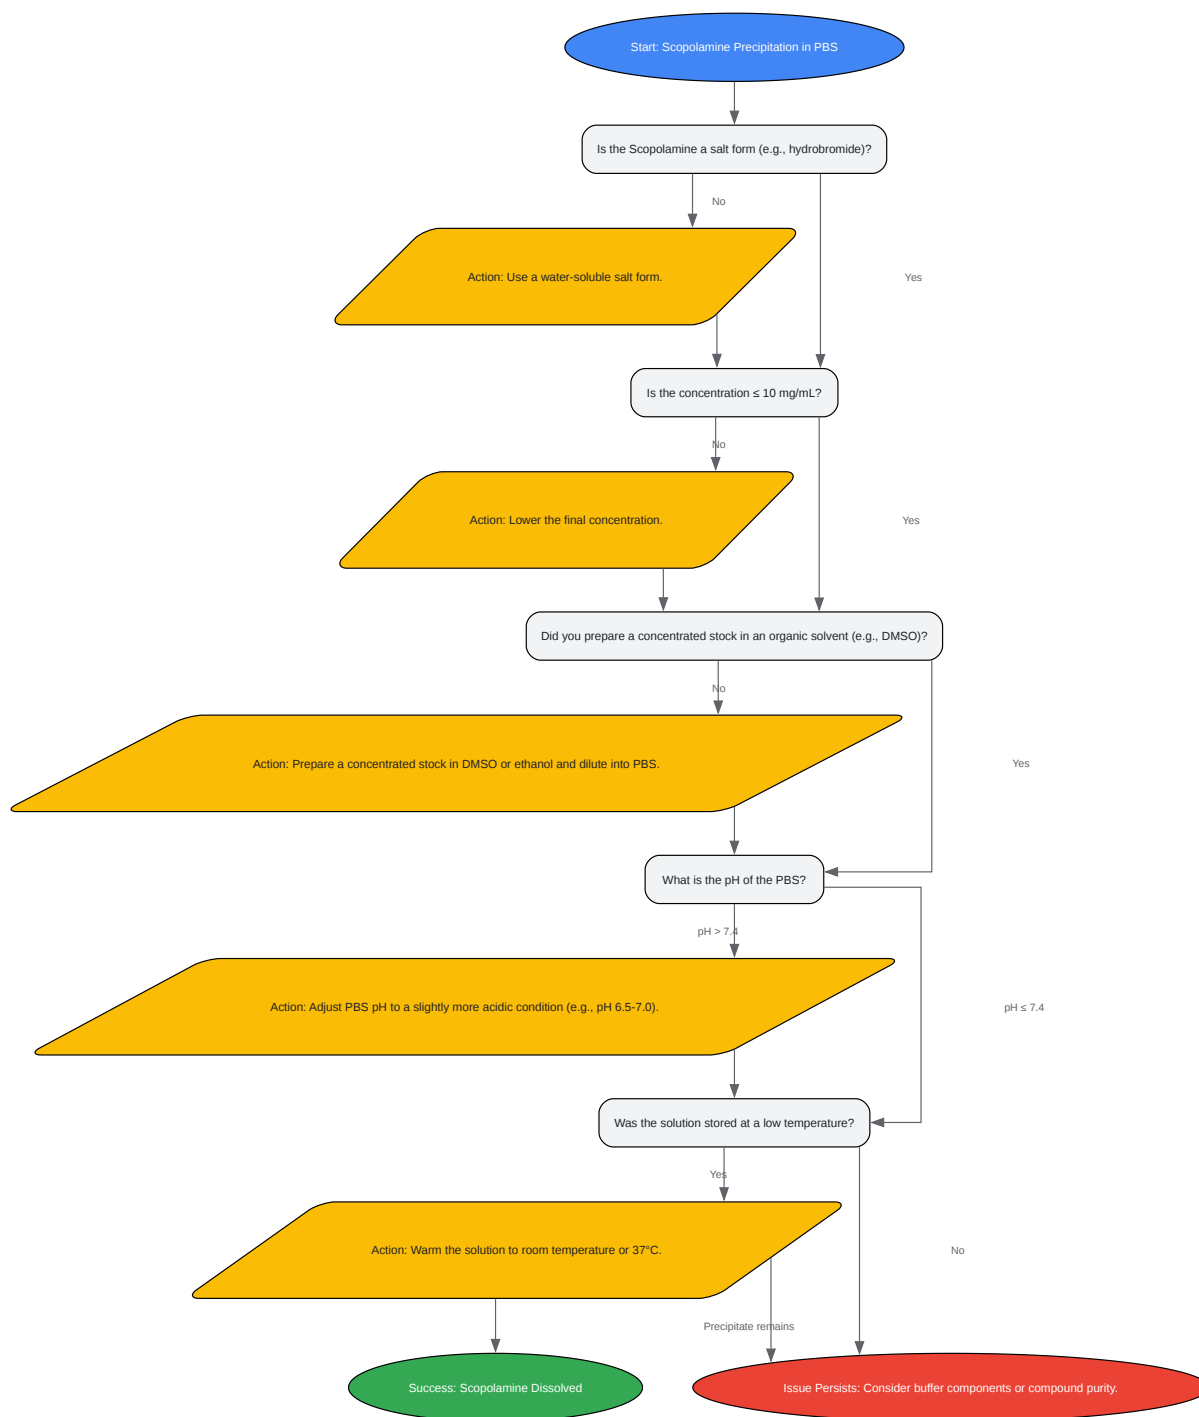 Start: Scopolamine Precipitation in PBS
Is the Scopolamine a salt form (e.g., hydrobromide)?
No
Action: Use a water-soluble salt form.
Yes
Is the concentration ≤ 10 mg/mL?
No
Action: Lower the final concentration.
Yes
Did you prepare a concentrated stock in an organic solvent (e.g., DMSO)?
No
Action: Prepare a concentrated stock in DMSO or ethanol and dilute into PBS.
Yes
What is the pH of the PBS?
pH > 7.4
Action: Adjust PBS pH to a slightly more acidic condition (e.g., pH 6.5-7.0).
pH ≤ 7.4
Was the solution stored at a low temperature?
Yes
Action: Warm the solution to room temperature or 37°C.
No
Precipitate remains
Success: Scopolamine Dissolved
Issue Persists: Consider buffer components or compound purity.